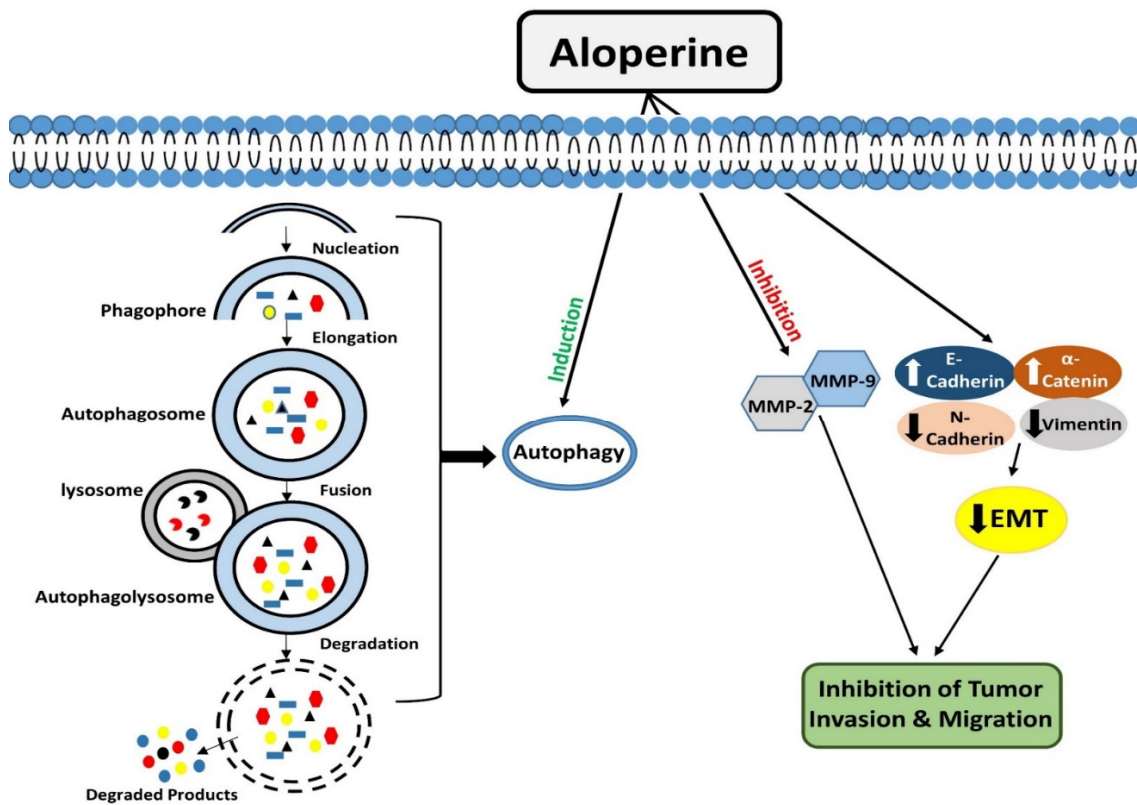 Aloperine
Nucleation
Phagophore
Elongation
Autophagosome
Fusion
lysosome
Autophagolysosome
Degradation
Degraded Products
Induction
Autophagy
Inhibition
MMP-9
MMP-2
E-
Cadherin
α-
Catenin
N-
Cadherin
Vimentin
EMT
Inhibition of Tumor
Invasion & Migration